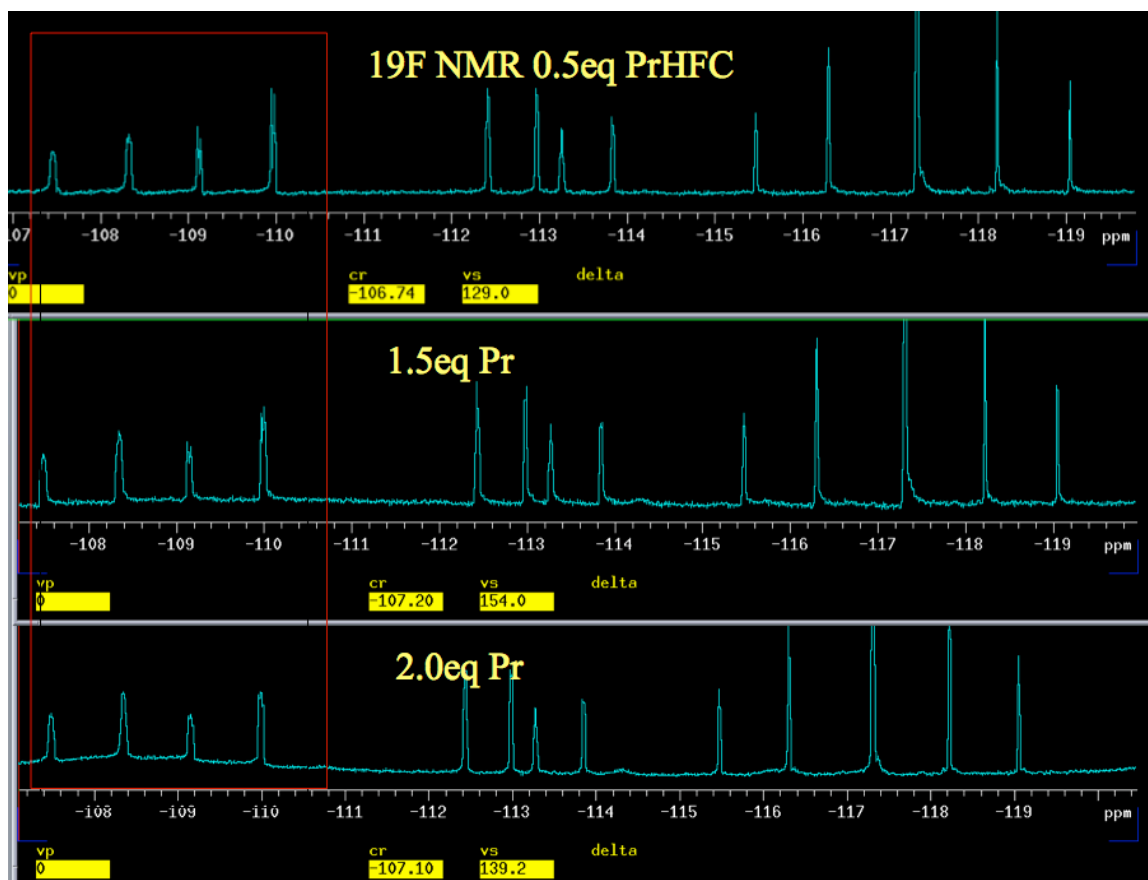 19F NMR 0.5eq PrHFC
07 -108 -109 -110 -111 -112 -113 -114 -115 -116 -117 -118 -119 ppm
vp cr vs delta
0 -106.74 129.0
1.5eq Pr
-108 -109 -110 -111 -112 -113 -114 -115 -116 -117 -118 -119 ppm
vp cr vs delta
0 -107.20 154.0
2.0eq Pr
-108 -109 -110 -111 -112 -113 -114 -115 -116 -117 -118 -119 ppm
vp cr vs delta
0 -107.10 139.2